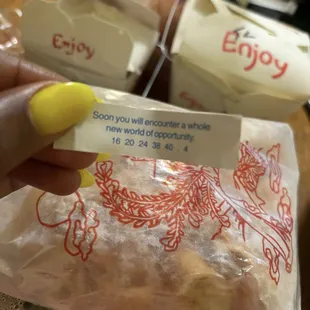 Enjoy
Enjoy
Soon you will encounter a whole
new world of opportunity.
16 20 24 38 40 - 4